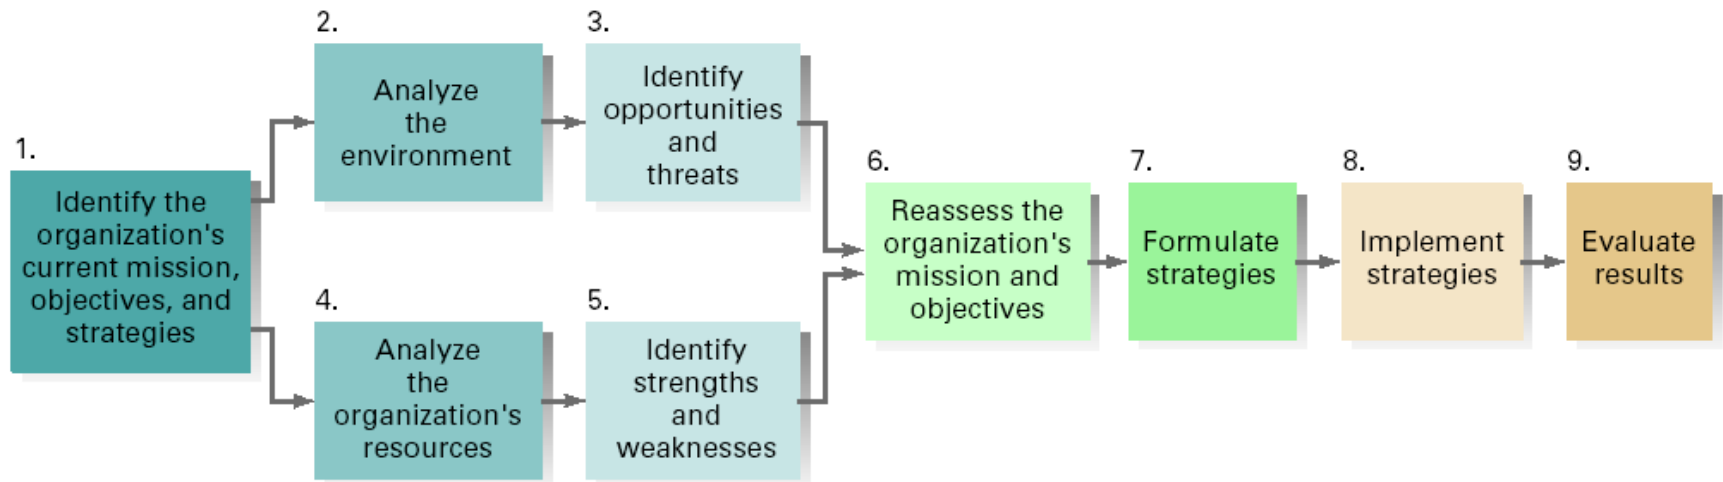 1.
Identify the
organization's
current mission,
objectives, and
strategies
2.
Analyze
the
environment
3.
Identify
opportunities
and
threats
4.
Analyze
the
organization's
resources
5.
Identify
strengths
and
weaknesses
6.
Reassess the
organization's
mission and
objectives
7.
Formulate
strategies
8.
Implement
strategies
9.
Evaluate
results